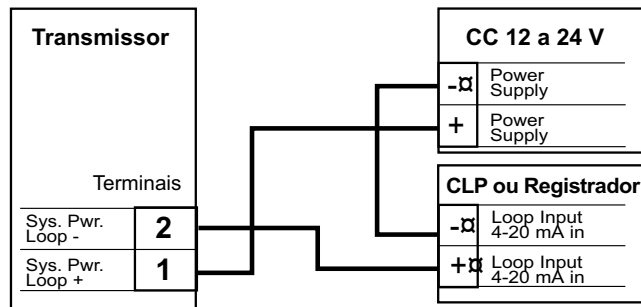 Transmissor
Terminais
Sys. Pwr.
Loop -
2
Sys. Pwr.
Loop +
1
CC 12 a 24 V
-¤
Power
Supply
+
Power
Supply
CLP ou Registrador
-¤
Loop Input
4-20 mA in
+¤
Loop Input
4-20 mA in